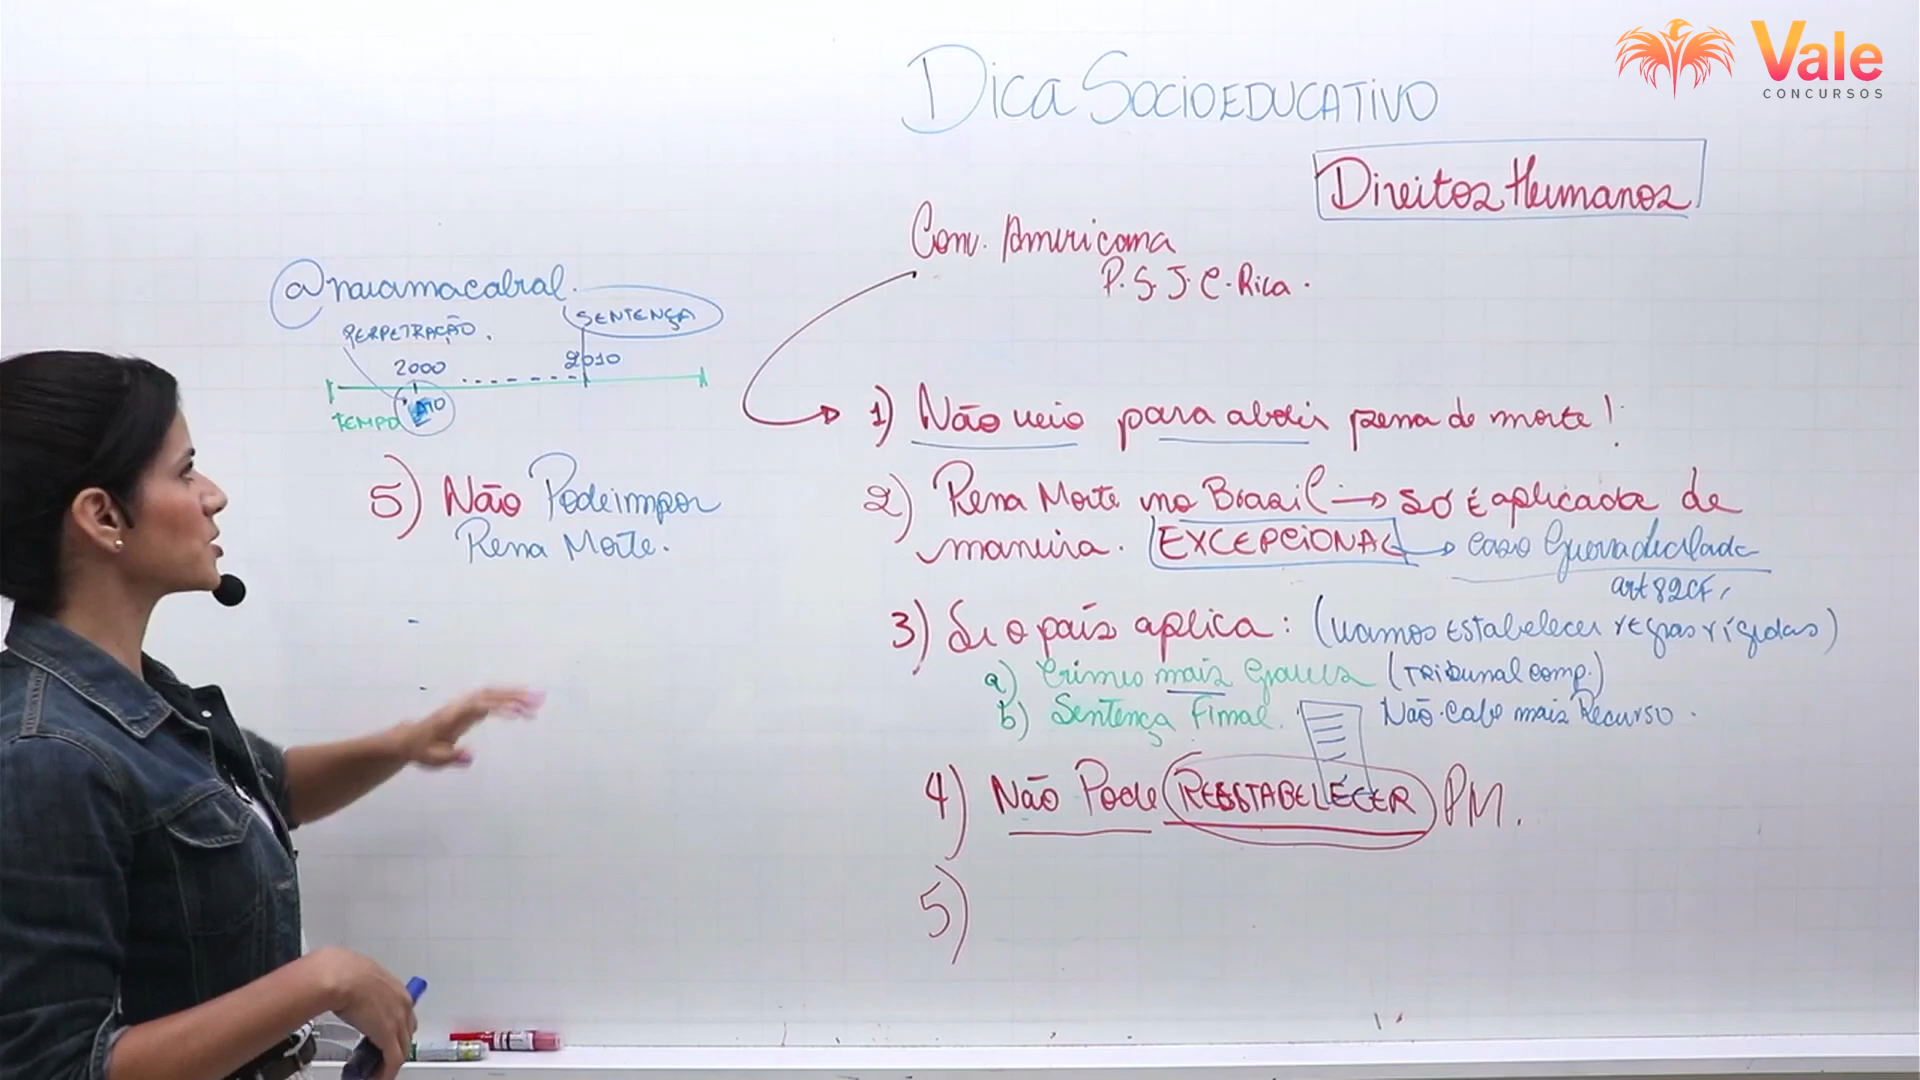 Vale
CONCURSOS
Dica SOCIOEDUCATIVO
Direitos Humanos
Conv. Americana
P. S. J. C. Rica.
@naiamacabral.
PERPETRAÇÃO.
SENTENÇA
2000
2010
TEMPO
ATO
5) Não Pode impor
Pena Morte.
1) Não veio para abolir pena de morte!
2) Pena Morte no Brasil → só É aplicada de
maneira. EXCEPCIONAL → caso Guerra declarada
art 82 CF,
3) Se o país aplica: (vamos EStabelecer regras rígidas)
a) Crimes mais Graves (TRibunal comp.)
b) Sentença Final. Não cabe mais Recurso.
4) Não Pode REESTABELECER PM.
5)